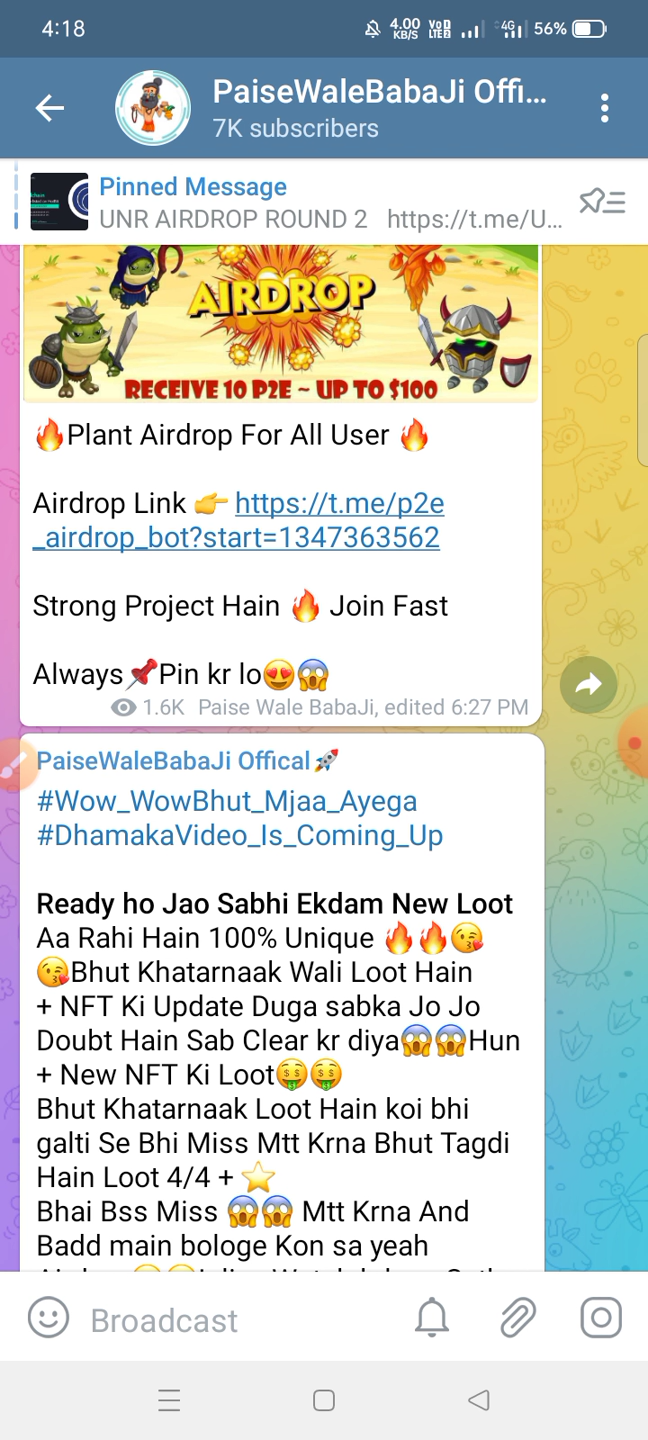 4:18
4.00 KB/S
VoD LTE2
4G
56%
PaiseWaleBabaJi Offi...
7K subscribers
Pinned Message
UNR AIRDROP ROUND 2 https://t.me/U...
AIRDROP
RECEIVE 10 P2E ~ UP TO $100
🔥Plant Airdrop For All User 🔥
Airdrop Link 👉 https://t.me/p2e
_airdrop_bot?start=1347363562
Strong Project Hain 🔥 Join Fast
Always📌Pin kr lo😍😱
1.6K Paise Wale BabaJi, edited 6:27 PM
PaiseWaleBabaJi Offical🚀
#Wow_WowBhut_Mjaa_Ayega
#DhamakaVideo_Is_Coming_Up
Ready ho Jao Sabhi Ekdam New Loot
Aa Rahi Hain 100% Unique 🔥🔥😘
😘Bhut Khatarnaak Wali Loot Hain
+ NFT Ki Update Duga sabka Jo Jo
Doubt Hain Sab Clear kr diya😱😱Hun
+ New NFT Ki Loot🤑🤑
Bhut Khatarnaak Loot Hain koi bhi
galti Se Bhi Miss Mtt Krna Bhut Tagdi
Hain Loot 4/4 + ⭐
Bhai Bss Miss 😱😱 Mtt Krna And
Badd main bologe Kon sa yeah
Broadcast